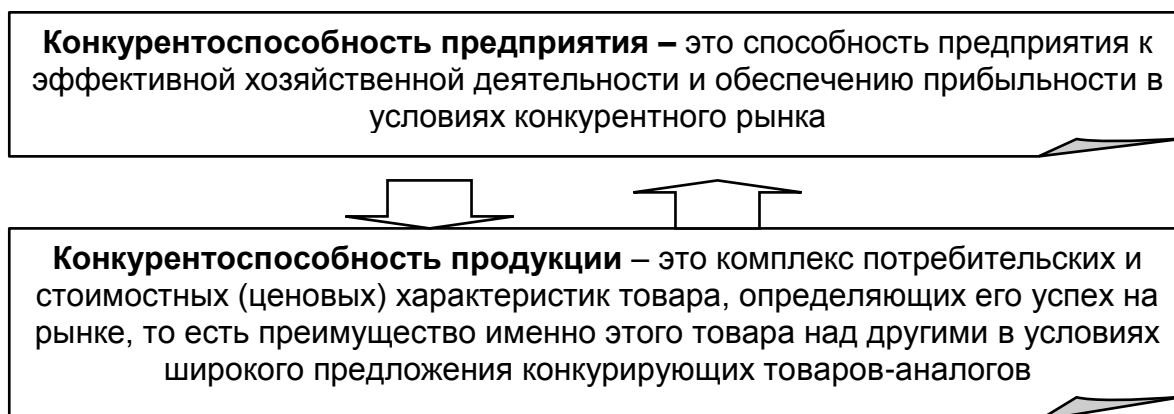 Конкурентоспособность предприятия – это способность предприятия к
эффективной хозяйственной деятельности и обеспечению прибыльности в
условиях конкурентного рынка
Конкурентоспособность продукции – это комплекс потребительских и
стоимостных (ценовых) характеристик товара, определяющих его успех на
рынке, то есть преимущество именно этого товара над другими в условиях
широкого предложения конкурирующих товаров-аналогов